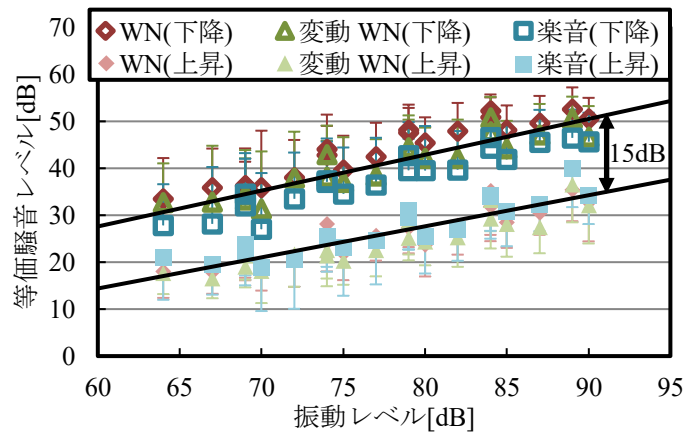 70
WN(下降) 変動 WN(下降) 楽音(下降)
WN(上昇) 変動 WN(上昇) 楽音(上昇)
60
50
40
30
20
10
0
15dB
60 65 70 75 80 85 90 95
振動レベル[dB]
等価騒音レベル[dB]